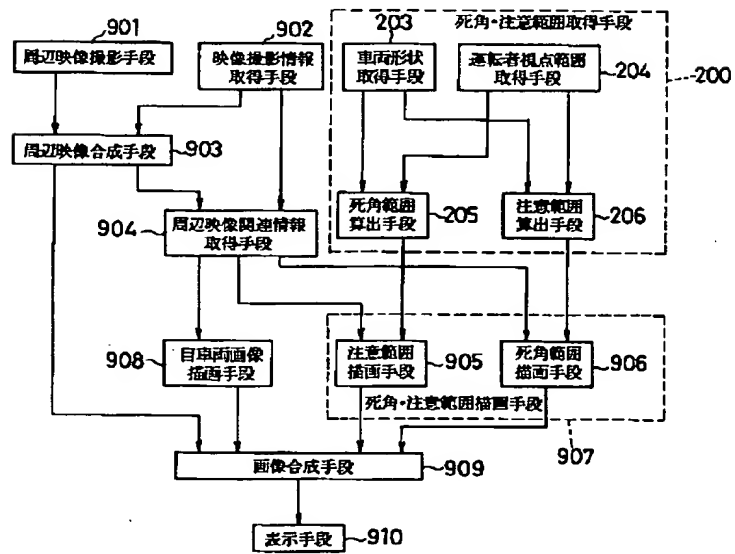 901
902
203
死角・注意範囲取得手段
周辺映像撮影手段
映像撮影情報
取得手段
車両形状
取得手段
運転者視点範囲
取得手段
204
200
周辺映像合成手段
903
904
周辺映像関連情報
取得手段
死角範囲
算出手段
205
注意範囲
算出手段
206
908
自車両画像
描画手段
注意範囲
描画手段
905
死角範囲
描画手段
906
死角・注意範囲描画手段
907
画像合成手段
909
表示手段
910